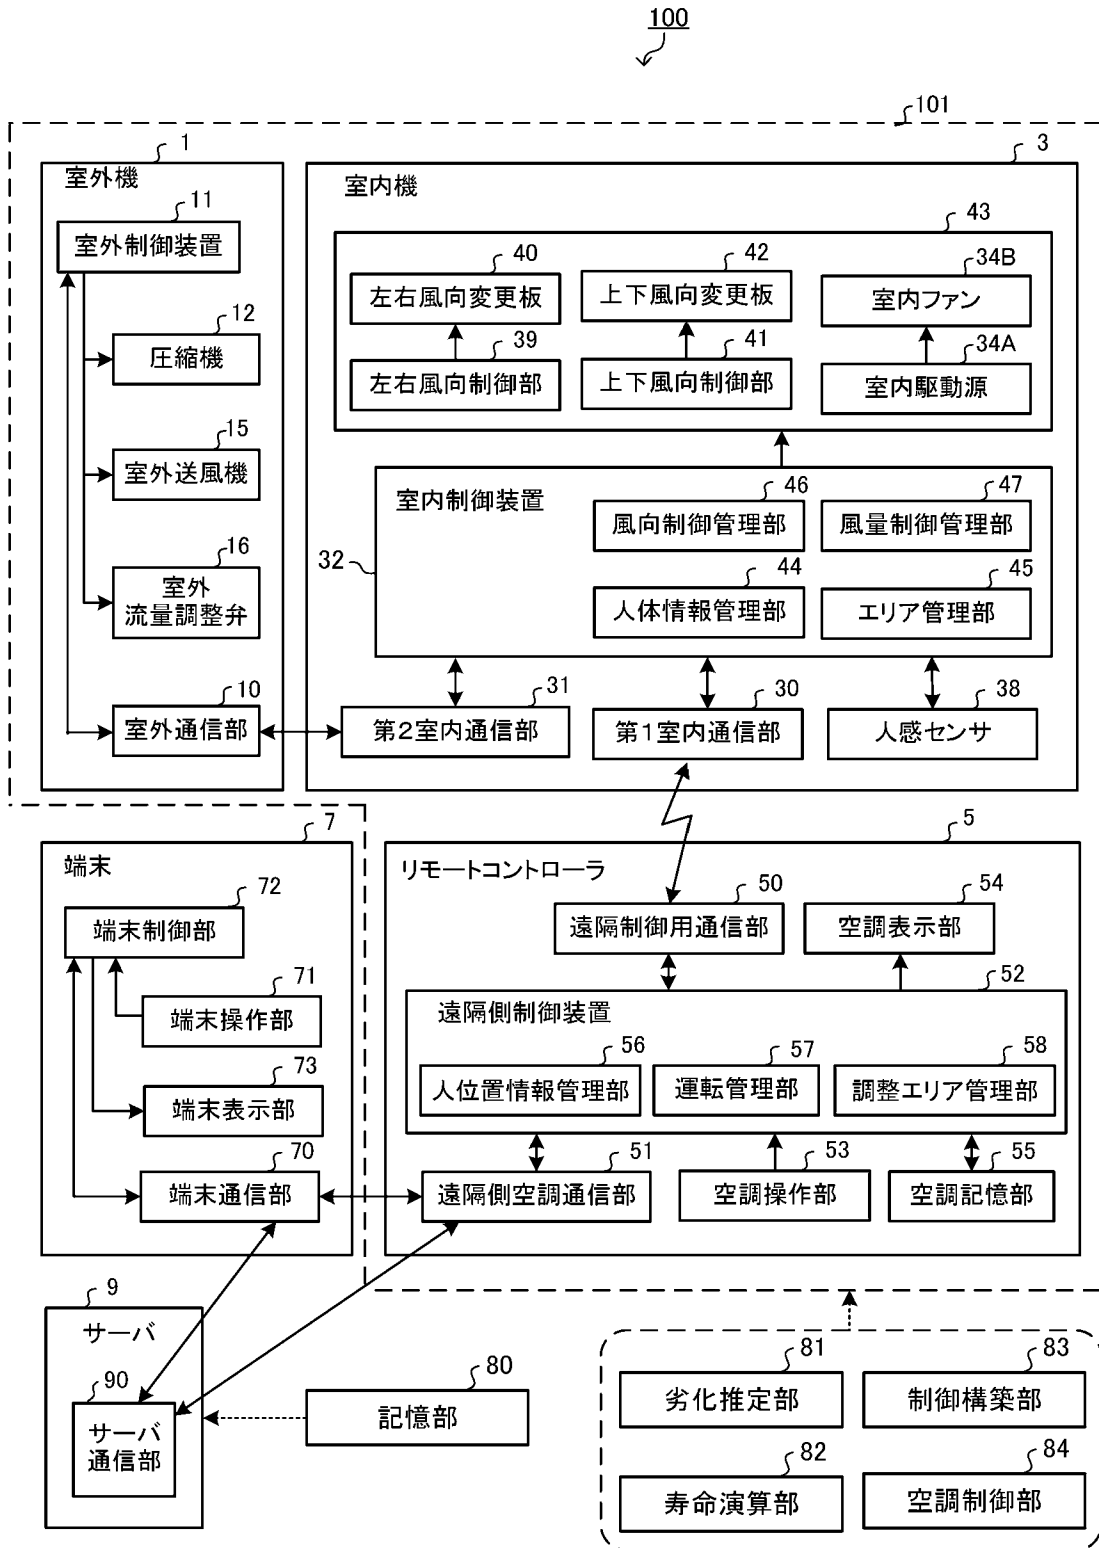 100
101
1
室外機
11
室外制御装置
12
圧縮機
15
室外送風機
16
室外
流量調整弁
10
室外通信部
3
室内機
43
40
左右風向変更板
42
上下風向変更板
34B
室内ファン
39
左右風向制御部
41
上下風向制御部
34A
室内駆動源
32
室内制御装置
46
風向制御管理部
47
風量制御管理部
44
人体情報管理部
45
エリア管理部
31
第2室内通信部
30
第1室内通信部
38
人感センサ
7
端末
72
端末制御部
71
端末操作部
73
端末表示部
70
端末通信部
5
リモートコントローラ
50
遠隔制御用通信部
54
空調表示部
52
遠隔側制御装置
56
人位置情報管理部
57
運転管理部
58
調整エリア管理部
51
遠隔側空調通信部
53
空調操作部
55
空調記憶部
9
サーバ
90
サーバ
通信部
80
記憶部
81
劣化推定部
83
制御構築部
82
寿命演算部
84
空調制御部